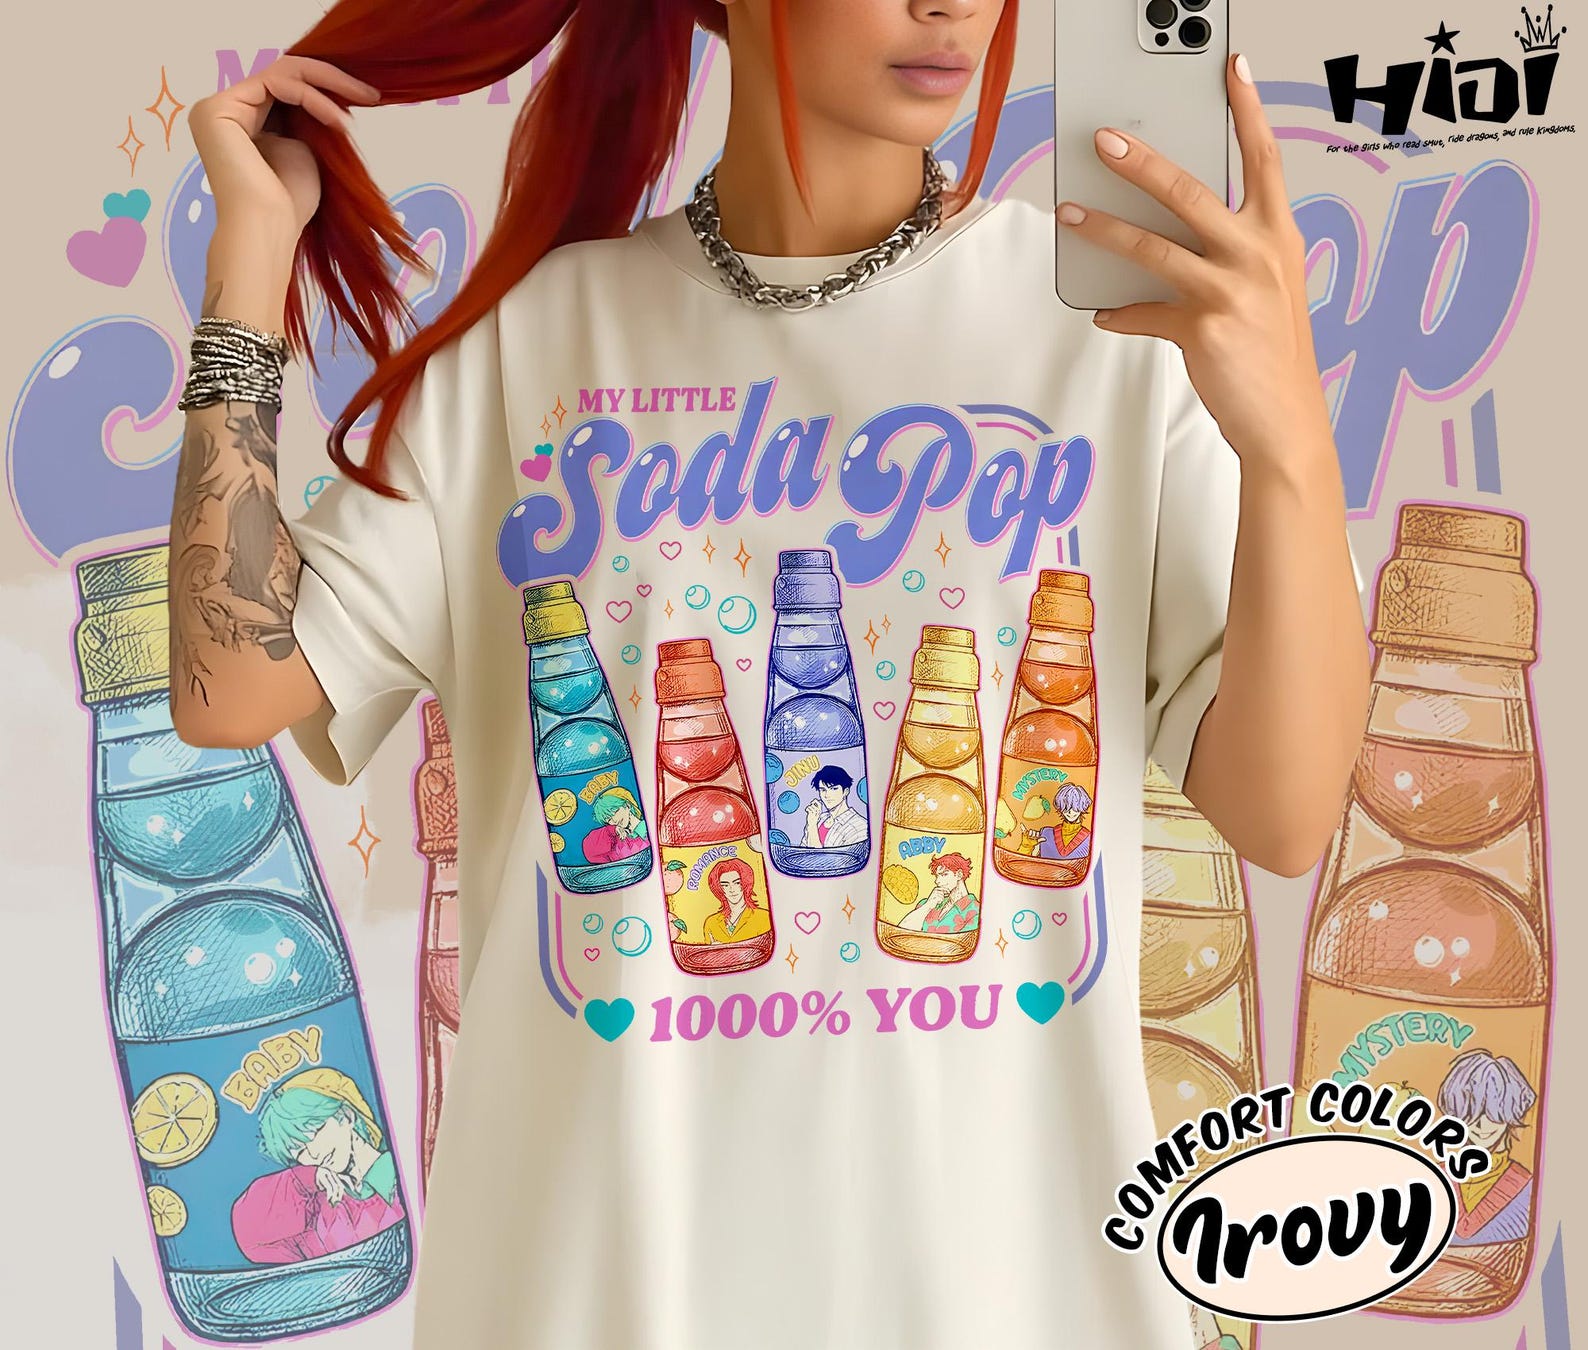 HIDI
For the girls who read smut, ride dragons, and rule kingdoms.
MY LITTLE
Soda Pop
BABY
ROMANCE
JINU
ABBY
MYSTERY
1000% YOU
BABY
MYSTERY
COMFORT COLORS
Ivory